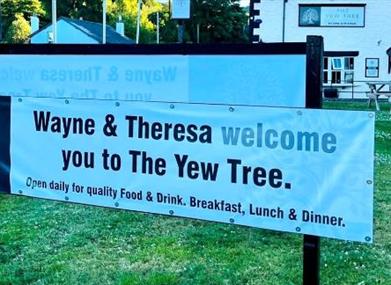 THE
YEW TREE
Wayne & Theresa welcome
you to The Yew Tree.
Open daily for quality Food & Drink. Breakfast, Lunch & Dinner.